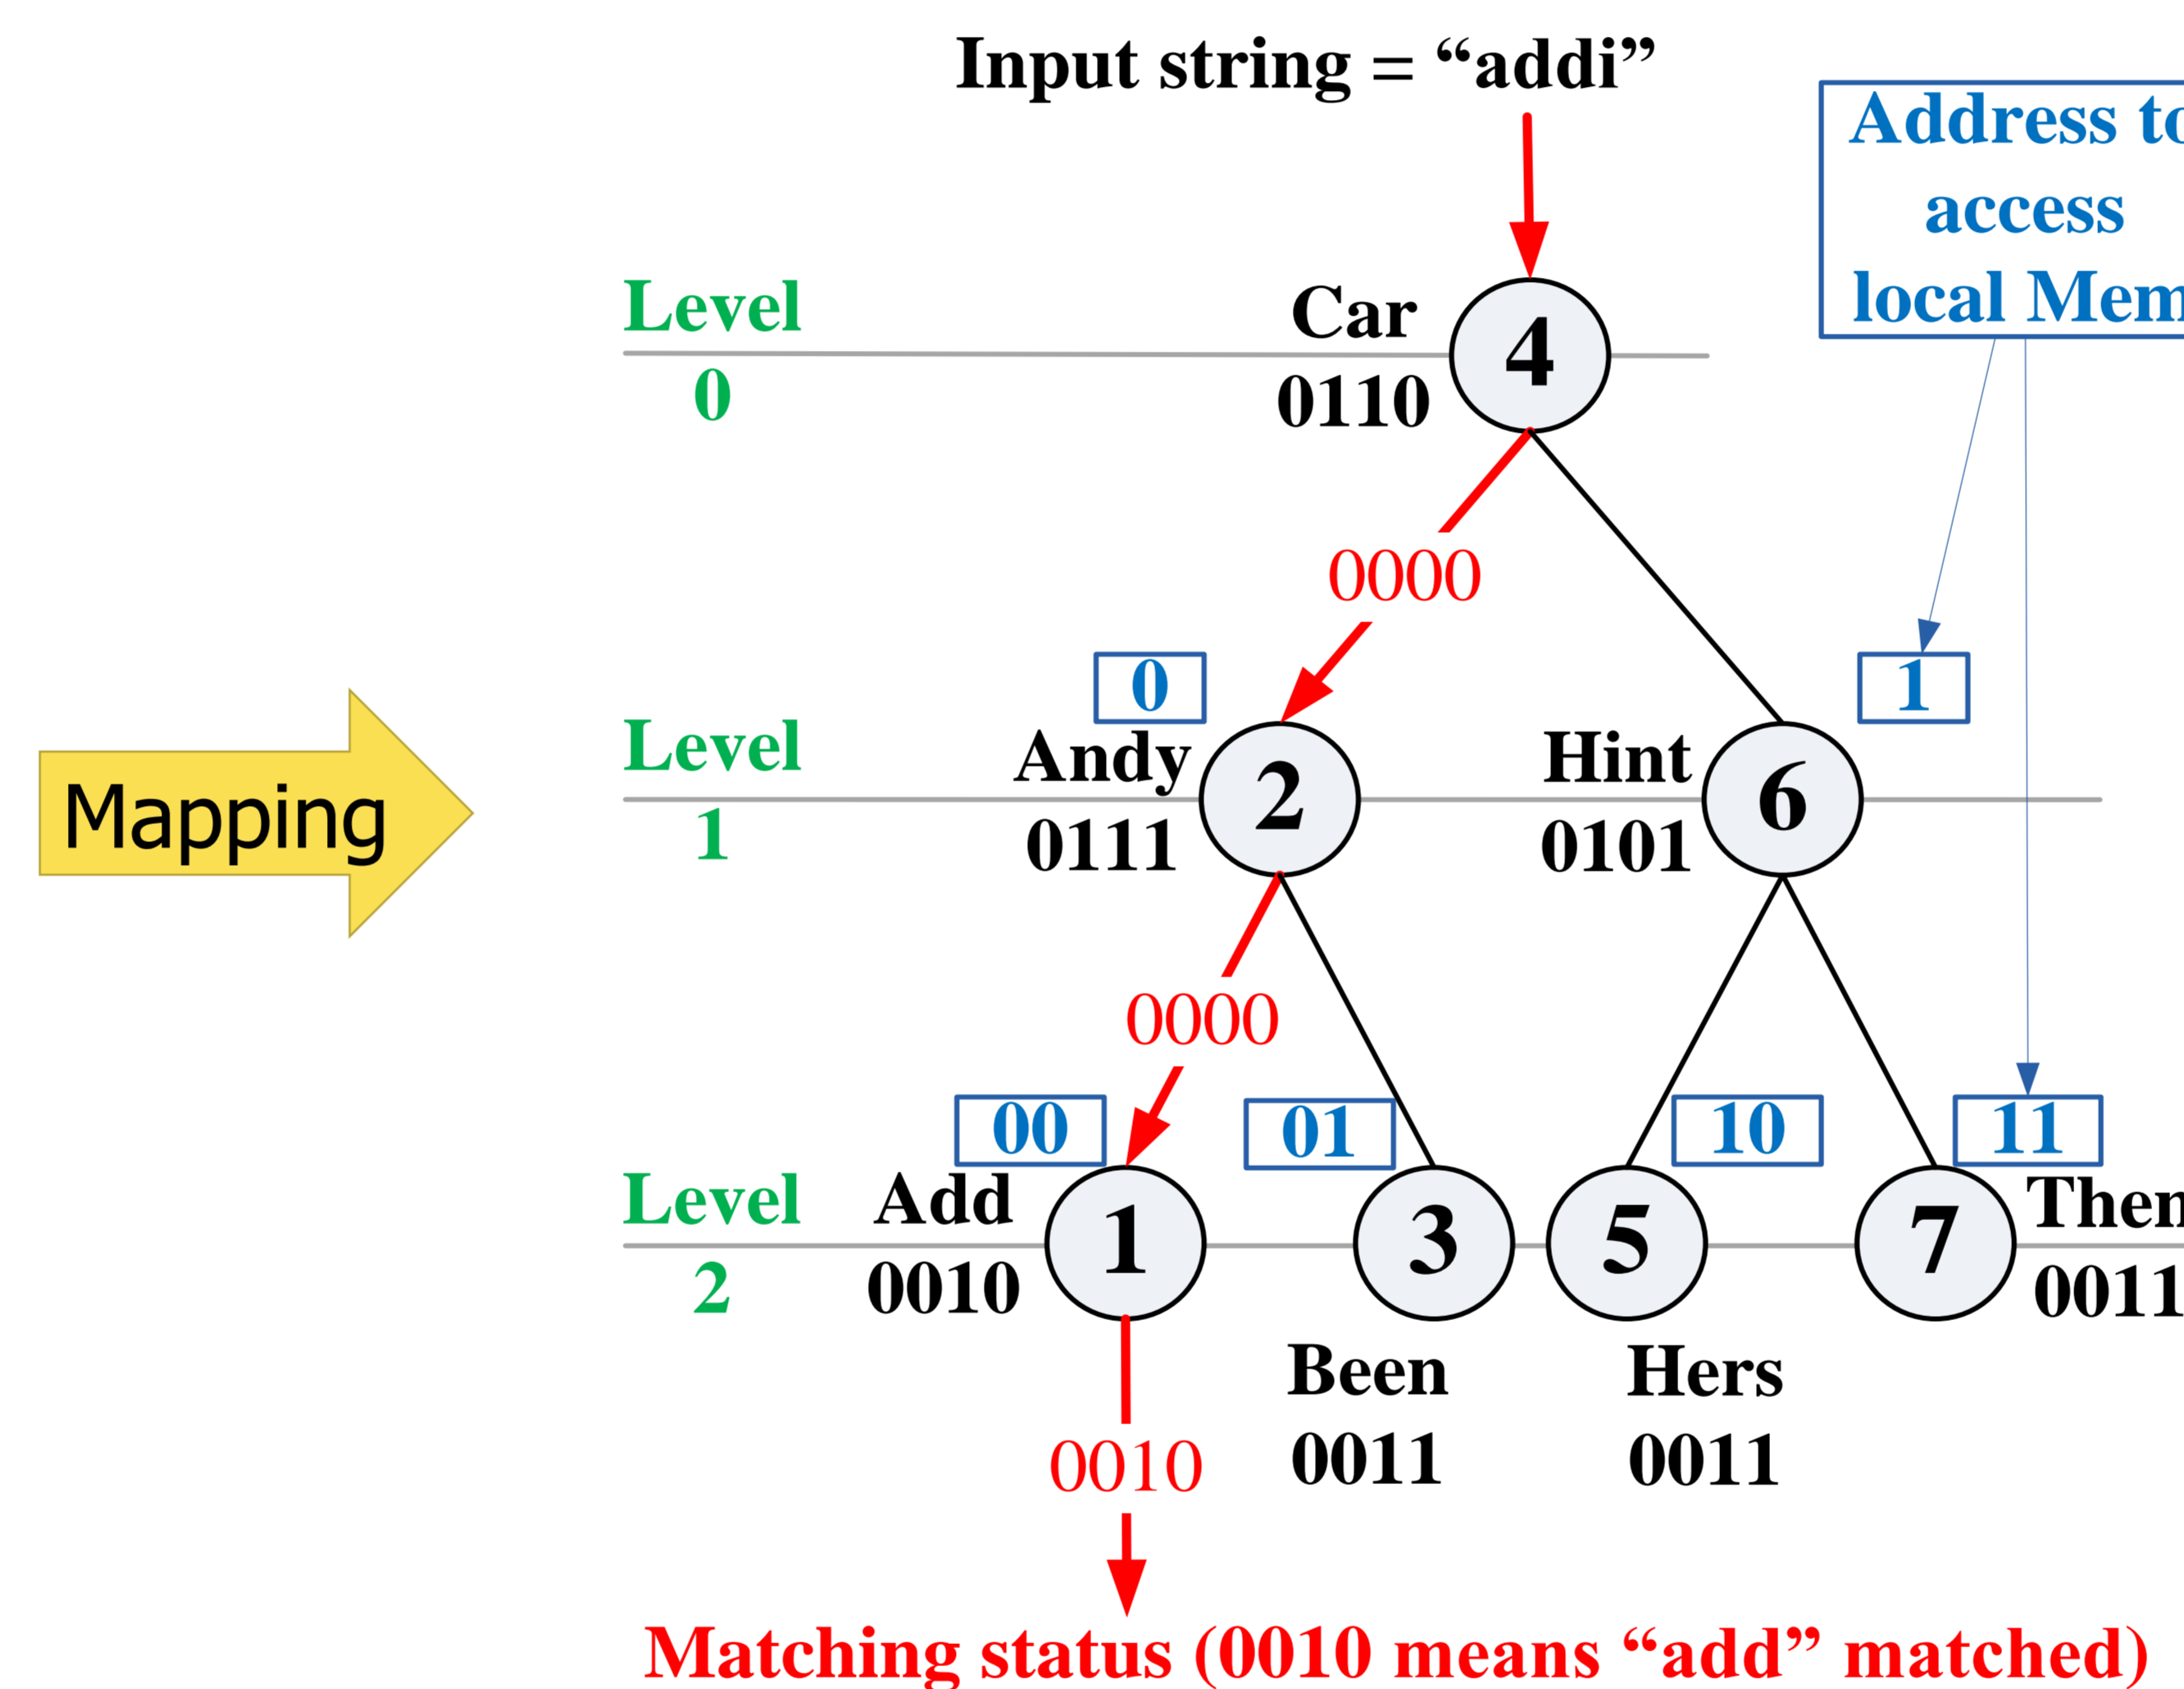 Input string = “addi”
Address to
access
local Mem
Level
0
Car
0110
4
0000
0
1
Mapping
Level
1
Andy
0111
2
Hint
0101
6
0000
00
01
10
11
Level
2
Add
0010
1
3
5
7
Then
0011
Been
0011
Hers
0011
0010
Matching status (0010 means “add” matched)